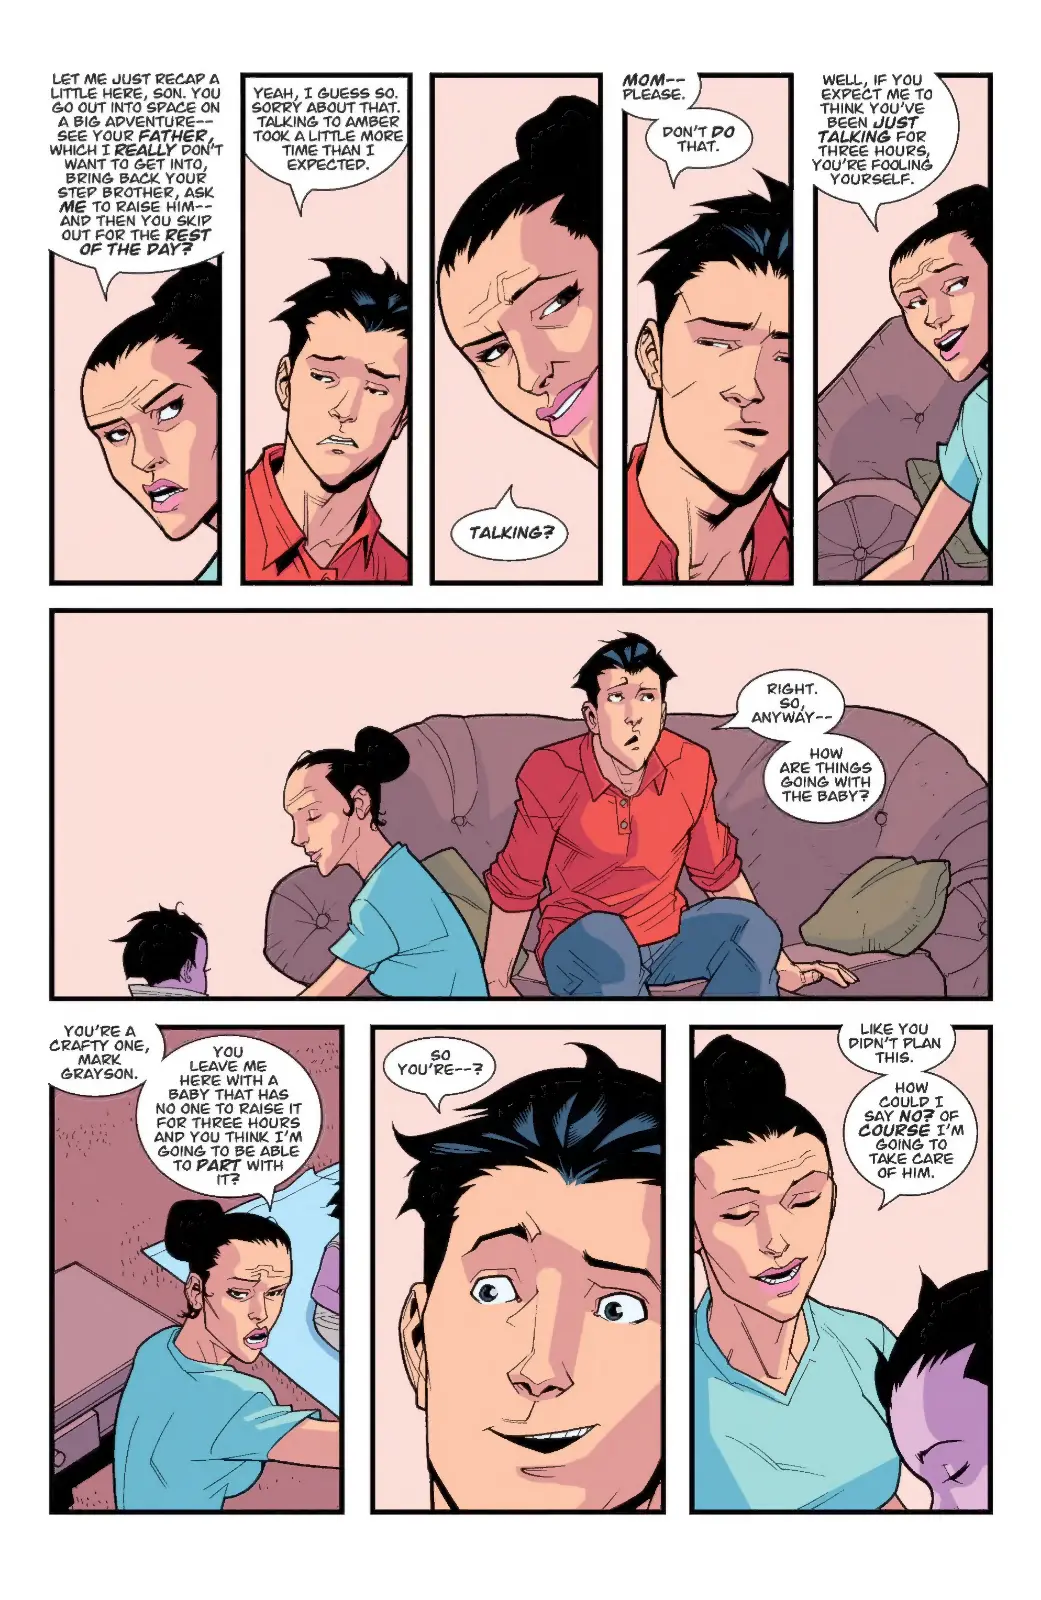 LET ME JUST RECAP A
LITTLE HERE, SON. YOU
GO OUT INTO SPACE ON
A BIG ADVENTURE--
SEE YOUR FATHER,
WHICH I REALLY DON'T
WANT TO GET INTO,
BRING BACK YOUR
STEP BROTHER, ASK
ME TO RAISE HIM--
AND THEN YOU SKIP
OUT FOR THE REST
OF THE DAY?
YEAH, I GUESS SO.
SORRY ABOUT THAT.
TALKING TO AMBER
TOOK A LITTLE MORE
TIME THAN I
EXPECTED.
TALKING?
MOM--
PLEASE.
DON'T DO
THAT.
WELL, IF YOU
EXPECT ME TO
THINK YOU'VE
BEEN JUST
TALKING FOR
THREE HOURS,
YOU'RE FOOLING
YOURSELF.
RIGHT.
SO,
ANYWAY--
HOW
ARE THINGS
GOING WITH
THE BABY?
YOU'RE A
CRAFTY ONE,
MARK
GRAYSON.
YOU
LEAVE ME
HERE WITH A
BABY THAT HAS
NO ONE TO RAISE IT
FOR THREE HOURS
AND YOU THINK I'M
GOING TO BE ABLE
TO PART WITH
IT?
SO
YOU'RE--?
LIKE YOU
DIDN'T PLAN
THIS.
HOW
COULD I
SAY NO? OF
COURSE I'M
GOING TO
TAKE CARE
OF HIM.